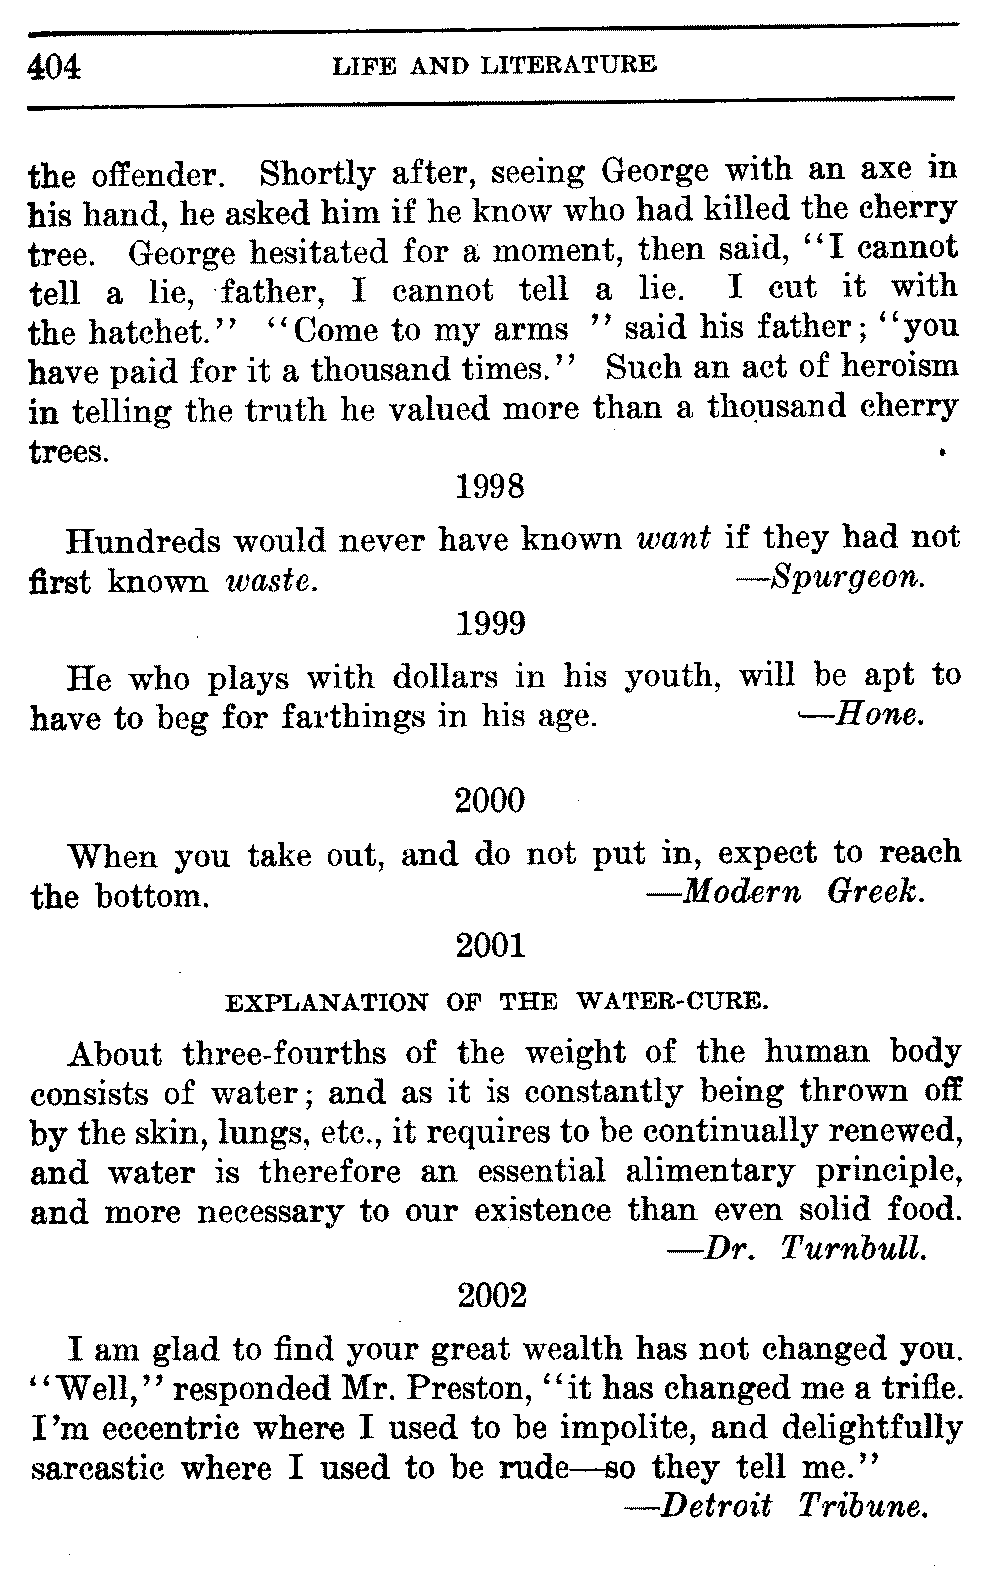 404 LIFE AND LITERATURE
the offender. Shortly after, seeing George with an axe in
his hand, he asked him if he know who had killed the cherry
tree. George hesitated for a moment, then said, "I cannot
tell a lie, father, I cannot tell a lie. I cut it with
the hatchet." "Come to my arms " said his father; "you
have paid for it a thousand times." Such an act of heroism
in telling the truth he valued more than a thousand cherry
trees.
1998
Hundreds would never have known want if they had not
first known waste. —Spurgeon.
1999
He who plays with dollars in his youth, will be apt to
have to beg for farthings in his age. —Hone.
2000
When you take out, and do not put in, expect to reach
the bottom. —Modern Greek.
2001
EXPLANATION OF THE WATER-CURE.
About three-fourths of the weight of the human body
consists of water; and as it is constantly being thrown off
by the skin, lungs, etc., it requires to be continually renewed,
and water is therefore an essential alimentary principle,
and more necessary to our existence than even solid food.
—Dr. Turnbull.
2002
I am glad to find your great wealth has not changed you.
"Well," responded Mr. Preston, "it has changed me a trifle.
I'm eccentric where I used to be impolite, and delightfully
sarcastic where I used to be rude—so they tell me."
—Detroit Tribune.